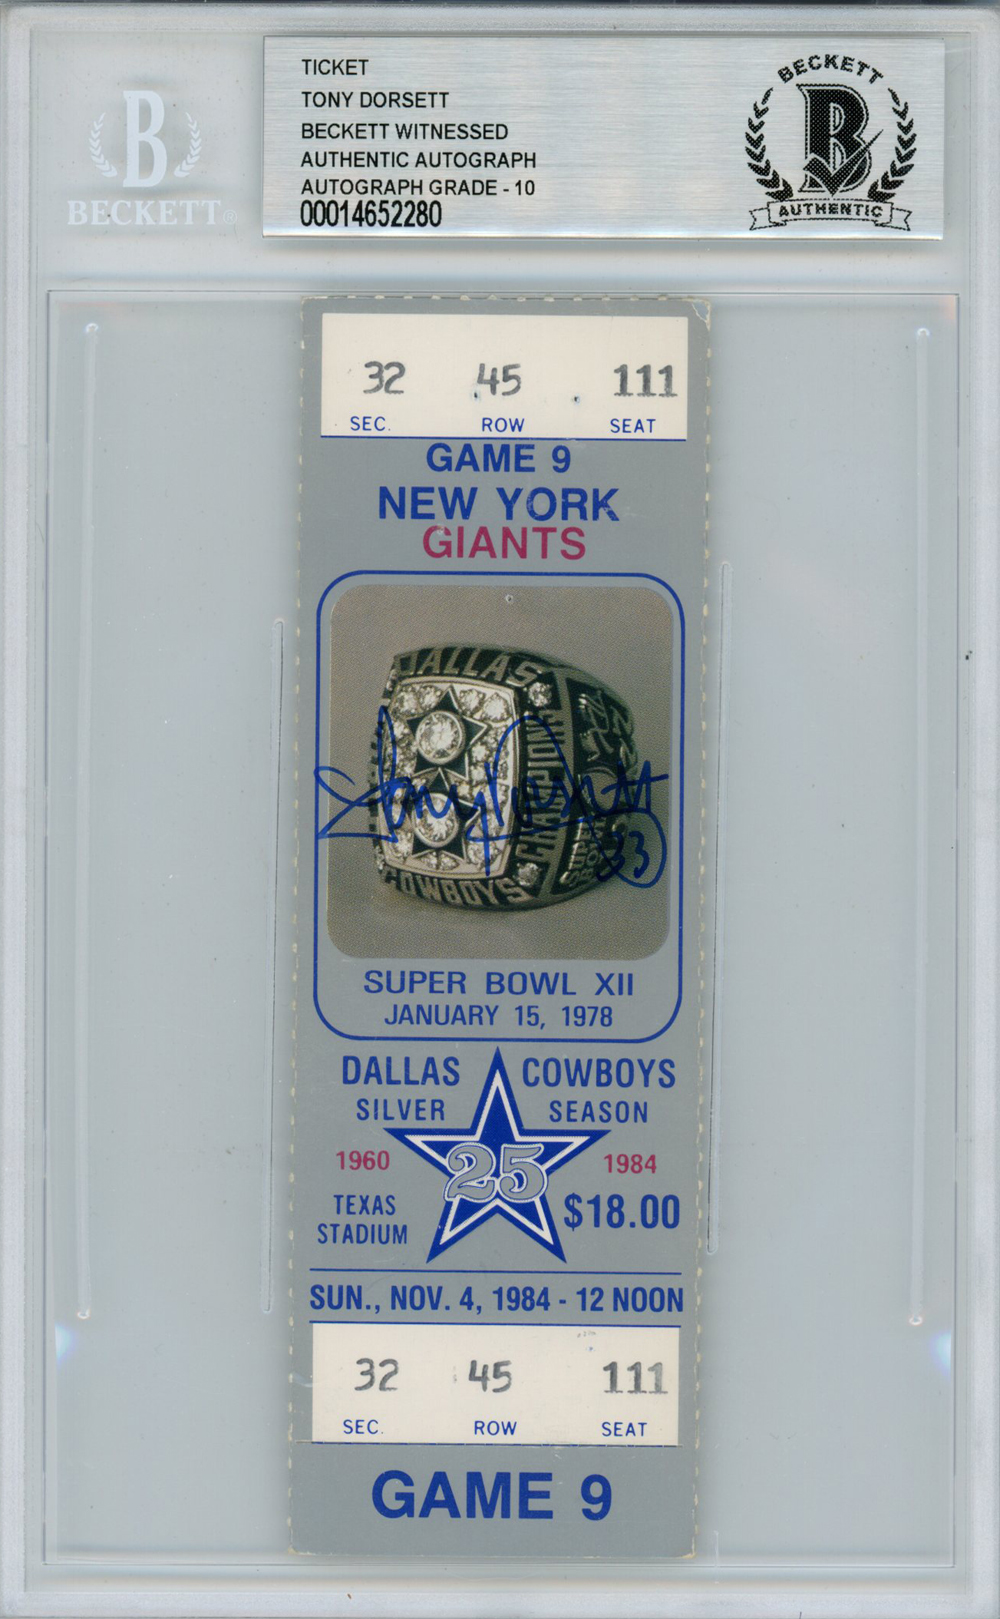 B
BECKETT®
TICKET
TONY DORSETT
BECKETT WITNESSED
AUTHENTIC AUTOGRAPH
AUTOGRAPH GRADE - 10
00014652280
BECKETT
B
AUTHENTIC
32 45 111
SEC. ROW SEAT
GAME 9
NEW YORK
GIANTS
DALLAS
CHAMPIONS
COWBOYS
Tony Dorsett
33
SUPER BOWL XII
JANUARY 15, 1978
DALLAS COWBOYS
SILVER SEASON
1960 25 1984
TEXAS
STADIUM
$18.00
SUN., NOV. 4, 1984 - 12 NOON
32 45 111
SEC. ROW SEAT
GAME 9